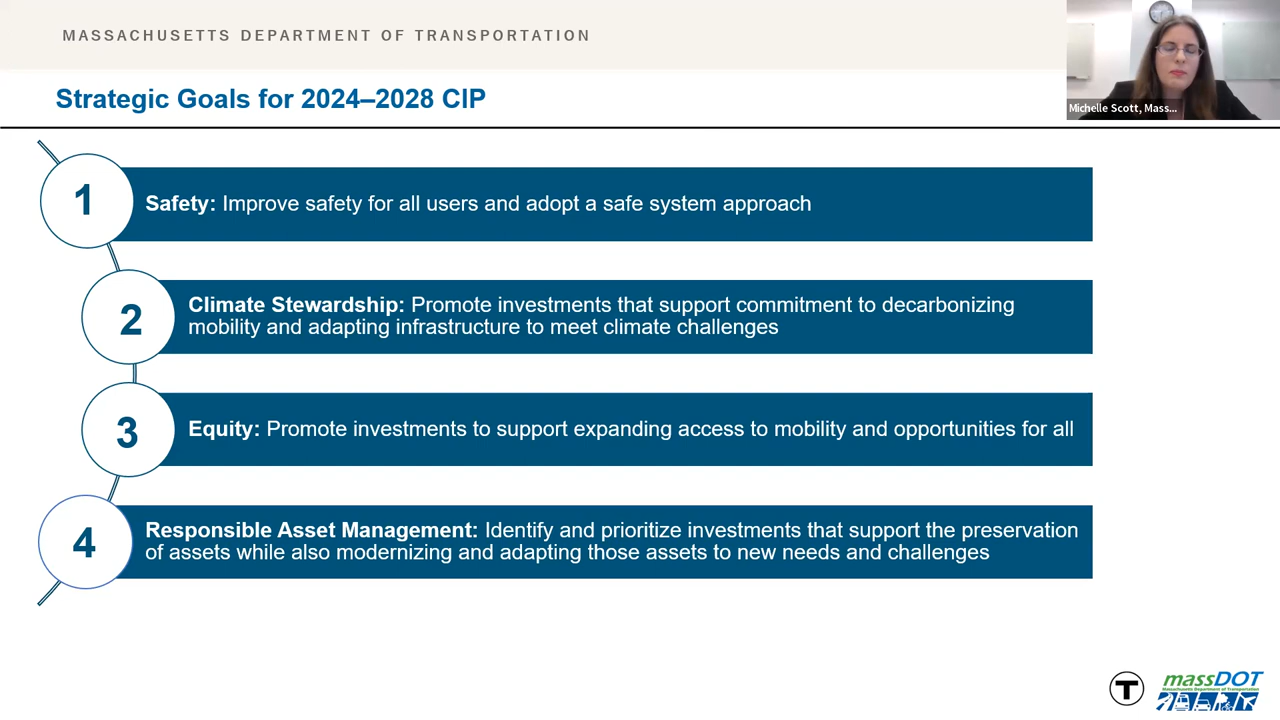 MASSACHUSETTS DEPARTMENT OF TRANSPORTATION
Michelle Scott, Mass...
Strategic Goals for 2024–2028 CIP
1
Safety: Improve safety for all users and adopt a safe system approach
2
Climate Stewardship: Promote investments that support commitment to decarbonizing
mobility and adapting infrastructure to meet climate challenges
3
Equity: Promote investments to support expanding access to mobility and opportunities for all
4
Responsible Asset Management: Identify and prioritize investments that support the preservation
of assets while also modernizing and adapting those assets to new needs and challenges
T
massDOT
Massachusetts Department of Transportation